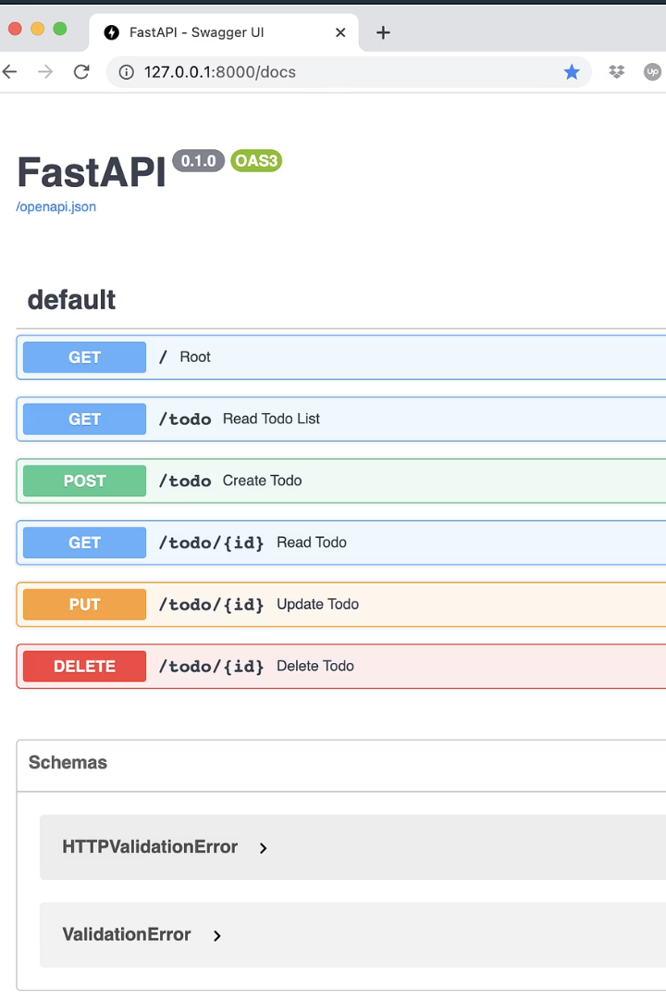 FastAPI - Swagger UI
127.0.0.1:8000/docs
up
FastAPI 0.1.0 OAS3
/openapi.json
default
GET / Root
GET /todo Read Todo List
POST /todo Create Todo
GET /todo/{id} Read Todo
PUT /todo/{id} Update Todo
DELETE /todo/{id} Delete Todo
Schemas
HTTPValidationError
ValidationError